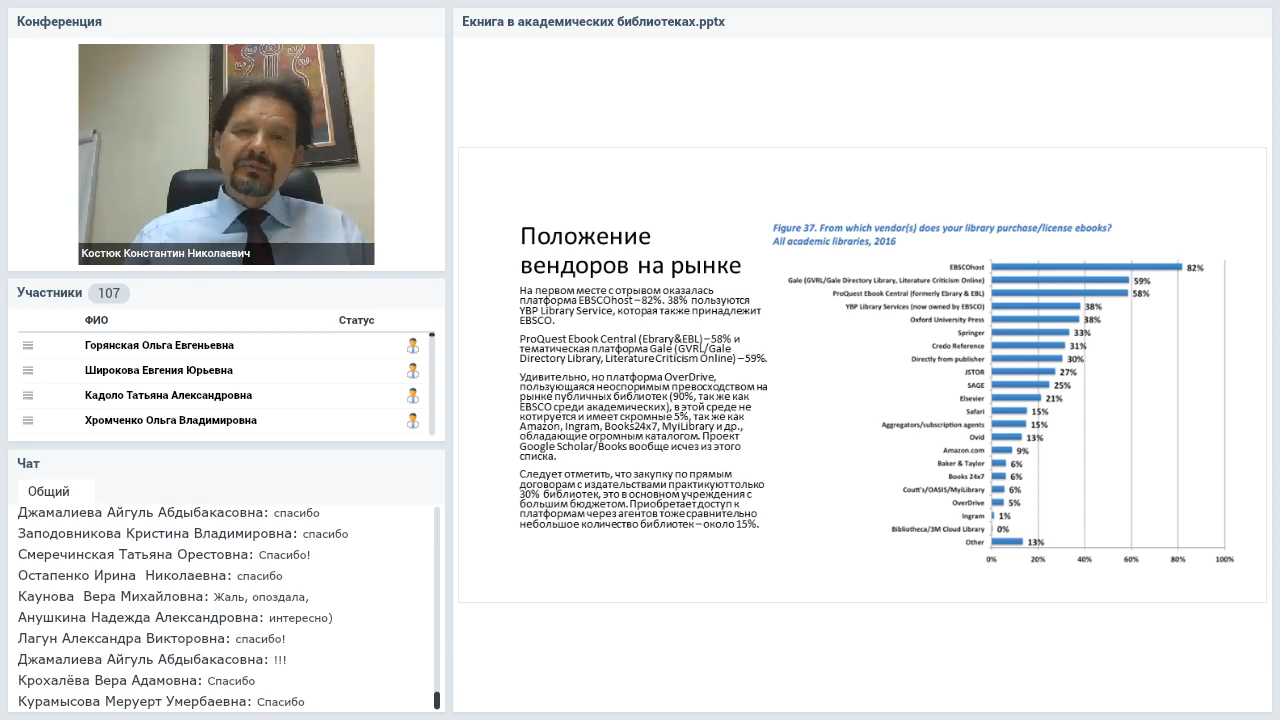 Конференция
Костюк Константин Николаевич
Участники 107
ФИО Статус
Горянская Ольга Евгеньевна
Широкова Евгения Юрьевна
Кадоло Татьяна Александровна
Хромченко Ольга Владимировна
Чат
Общий
Джамалиева Айгуль Абдыбакасовна: спасибо
Заподовникова Кристина Владимировна: спасибо
Смеречинская Татьяна Орестовна: Спасибо!
Остапенко Ирина Николаевна: спасибо
Каунова Вера Михайловна: Жаль, опоздала,
Анушкина Надежда Александровна: интересно)
Лагун Александра Викторовна: спасибо!
Джамалиева Айгуль Абдыбакасовна: !!!
Крохалёва Вера Адамовна: Спасибо
Курамысова Меруерт Умербаевна: Спасибо
Екнига в академических библиотеках.pptx
Положение
вендоров на рынке
На первом месте с отрывом оказалась
платформа EBSCOhost – 82%. 38% пользуются
YBP Library Service, которая также принадлежит
EBSCO.
ProQuest Ebook Central (Ebrary&EBL) – 58% и
тематическая платформа Gale (GVRL/Gale
Directory Library, Literature Criticism Online) – 59%.
Удивительно, но платформа OverDrive,
пользующаяся неоспоримым превосходством на
рынке публичных библиотек (90%, так же как
EBSCO среди академических), в этой среде не
котируется и имеет скромные 5%, так же как
Amazon, Ingram, Books24x7, MyiLibrary и др.,
обладающие огромным каталогом. Проект
Google Scholar/Books вообще исчез из этого
списка.
Следует отметить, что закупку по прямым
договорам с издательствами практикуют только
30% библиотек, это в основном учреждения с
большим бюджетом. Приобретает доступ к
платформам через агентов тоже сравнительно
небольшое количество библиотек – около 15%.
Figure 37. From which vendor(s) does your library purchase/license ebooks?
All academic libraries, 2016
EBSCOhost 82%
Gale (GVRL/Gale Directory Library, Literature Criticism Online) 59%
ProQuest Ebook Central (formerly Ebrary & EBL) 58%
YBP Library Services (now owned by EBSCO) 38%
Oxford University Press 38%
Springer 33%
Credo Reference 31%
Directly from publisher 30%
JSTOR 27%
SAGE 25%
Elsevier 21%
Safari 15%
Aggregators/subscription agents 15%
Ovid 13%
Amazon.com 9%
Baker & Taylor 6%
Books 24x7 6%
Coutt's/OASIS/MyiLibrary 6%
OverDrive 5%
Ingram 1%
Bibliotheca/3M Cloud Library 0%
Other 13%
0% 20% 40% 60% 80% 100%